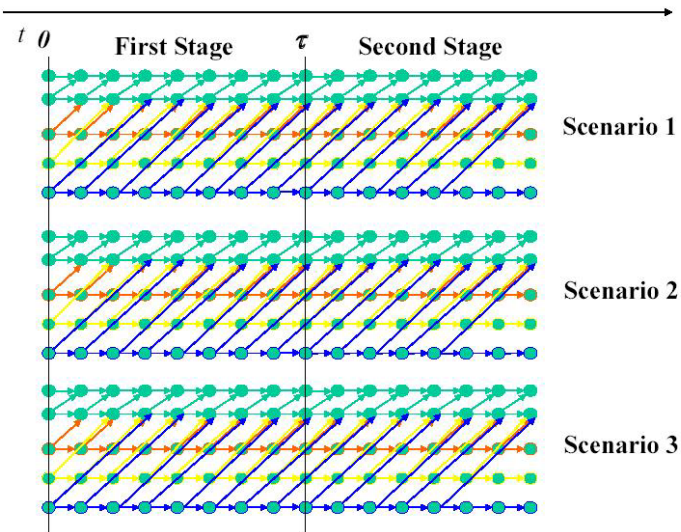 t 0 First Stage τ Second Stage
Scenario 1
Scenario 2
Scenario 3